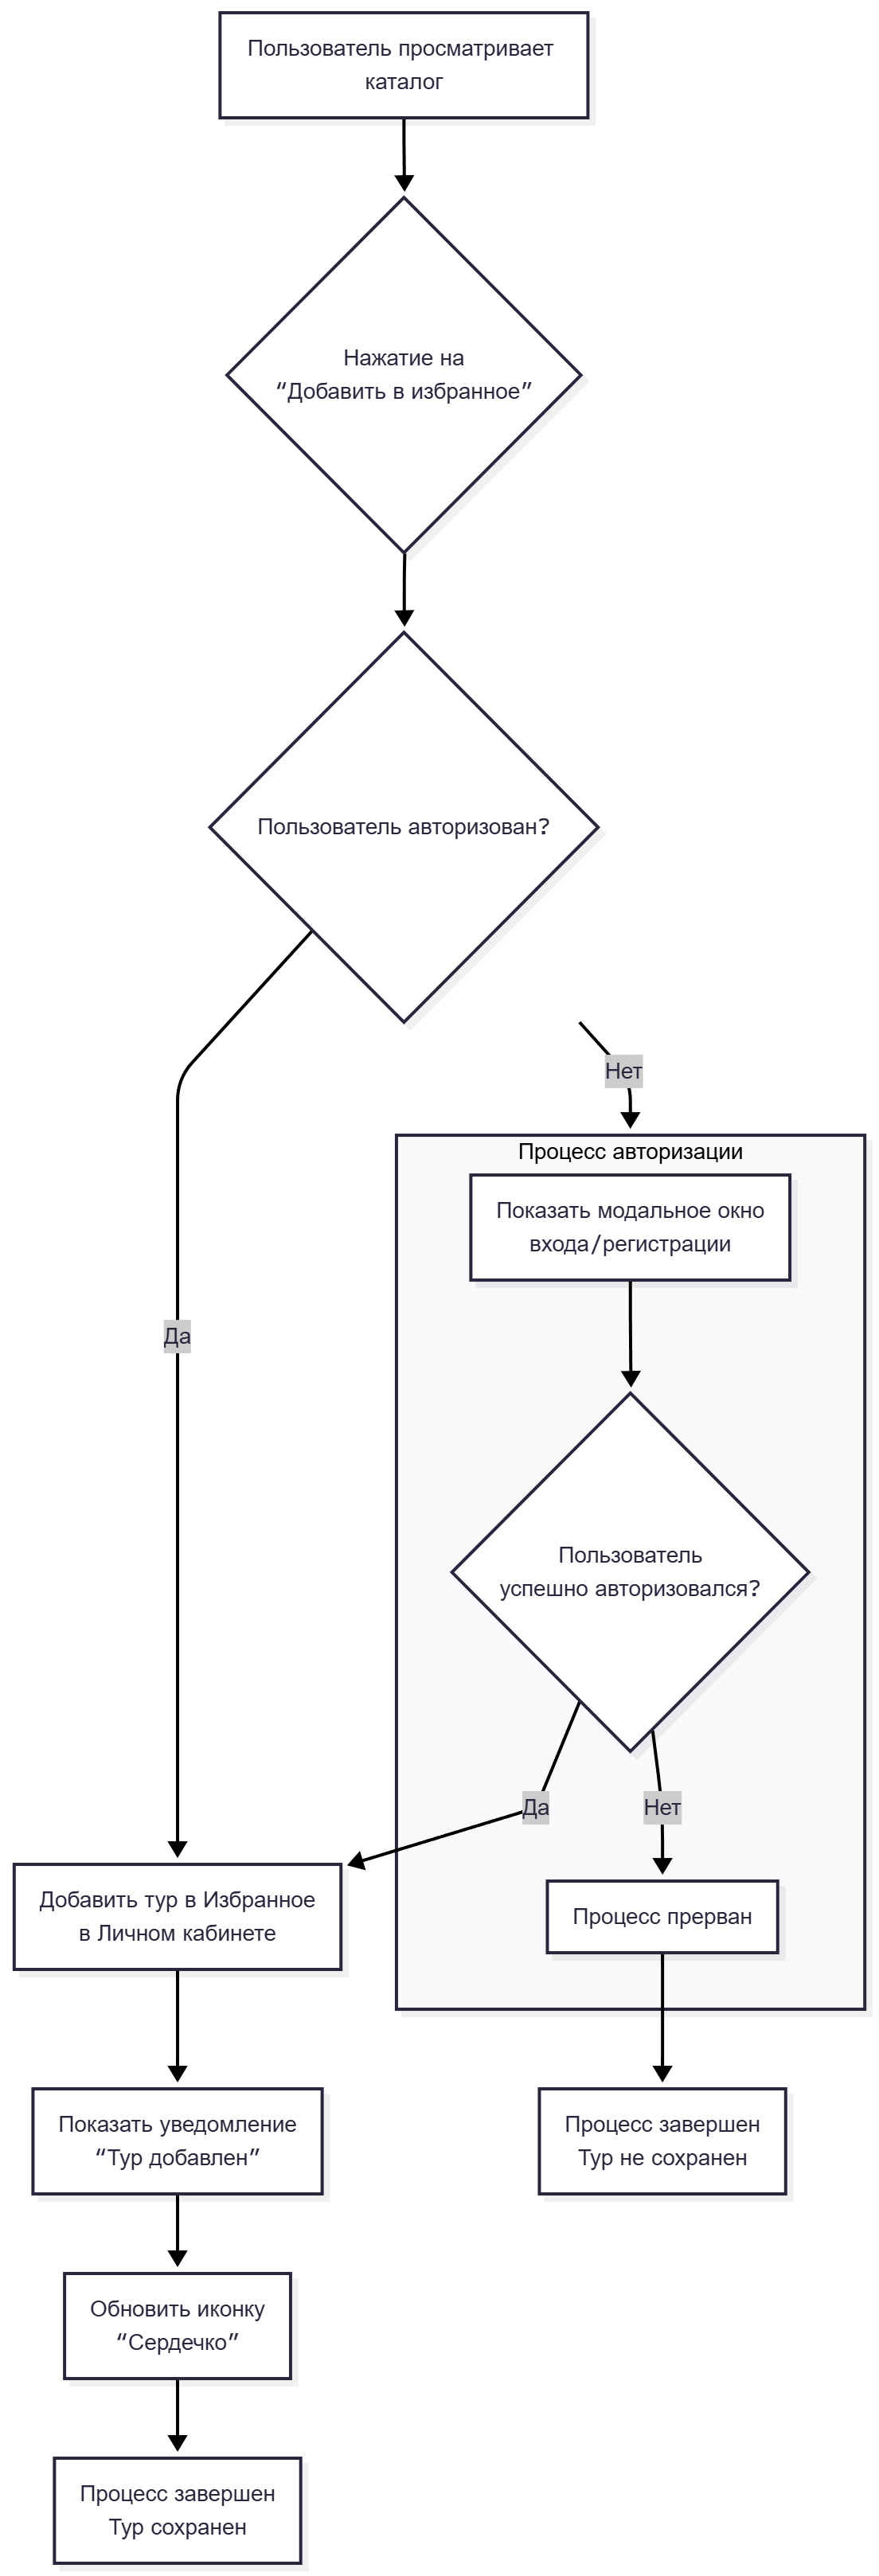 Пользователь просматривает
каталог
Нажатие на
“Добавить в избранное”
Пользователь авторизован?
Нет
Процесс авторизации
Показать модальное окно
входа/регистрации
Да
Пользователь
успешно авторизовался?
Да
Нет
Добавить тур в Избранное
в Личном кабинете
Процесс прерван
Показать уведомление
“Тур добавлен”
Процесс завершен
Тур не сохранен
Обновить иконку
“Сердечко”
Процесс завершен
Тур сохранен